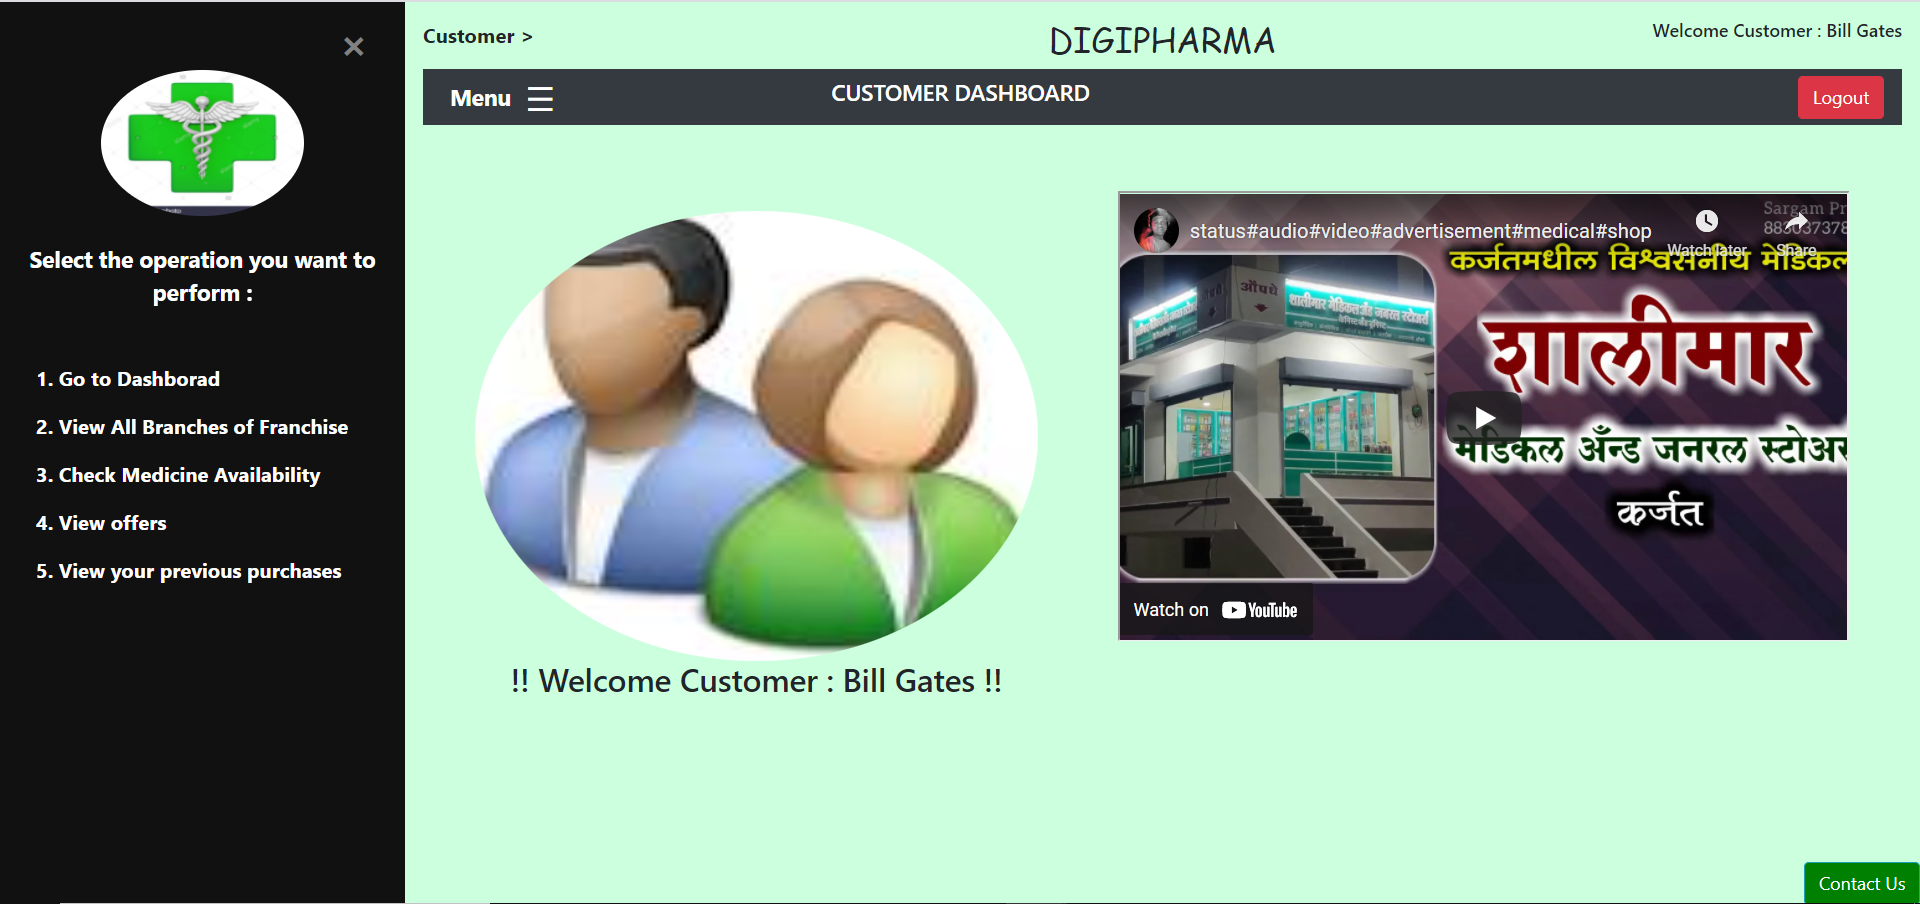 ×
Select the operation you want to
perform :
1. Go to Dashborad
2. View All Branches of Franchise
3. Check Medicine Availability
4. View offers
5. View your previous purchases
Customer >
DIGIPHARMA
Welcome Customer : Bill Gates
Menu ☰
CUSTOMER DASHBOARD
Logout
!! Welcome Customer : Bill Gates !!
status#audio#video#advertisement#medical#shop
Watch later
Share
Sargam Pr
कर्जतमधील विश्वसनीय मेडिकल
औषधे
शालीमार मेडिकल अँड जनरल स्टोअर्स
शालीमार
मेडिकल अँन्ड जनरल स्टोअर्स
कर्जत
Watch on YouTube
Contact Us